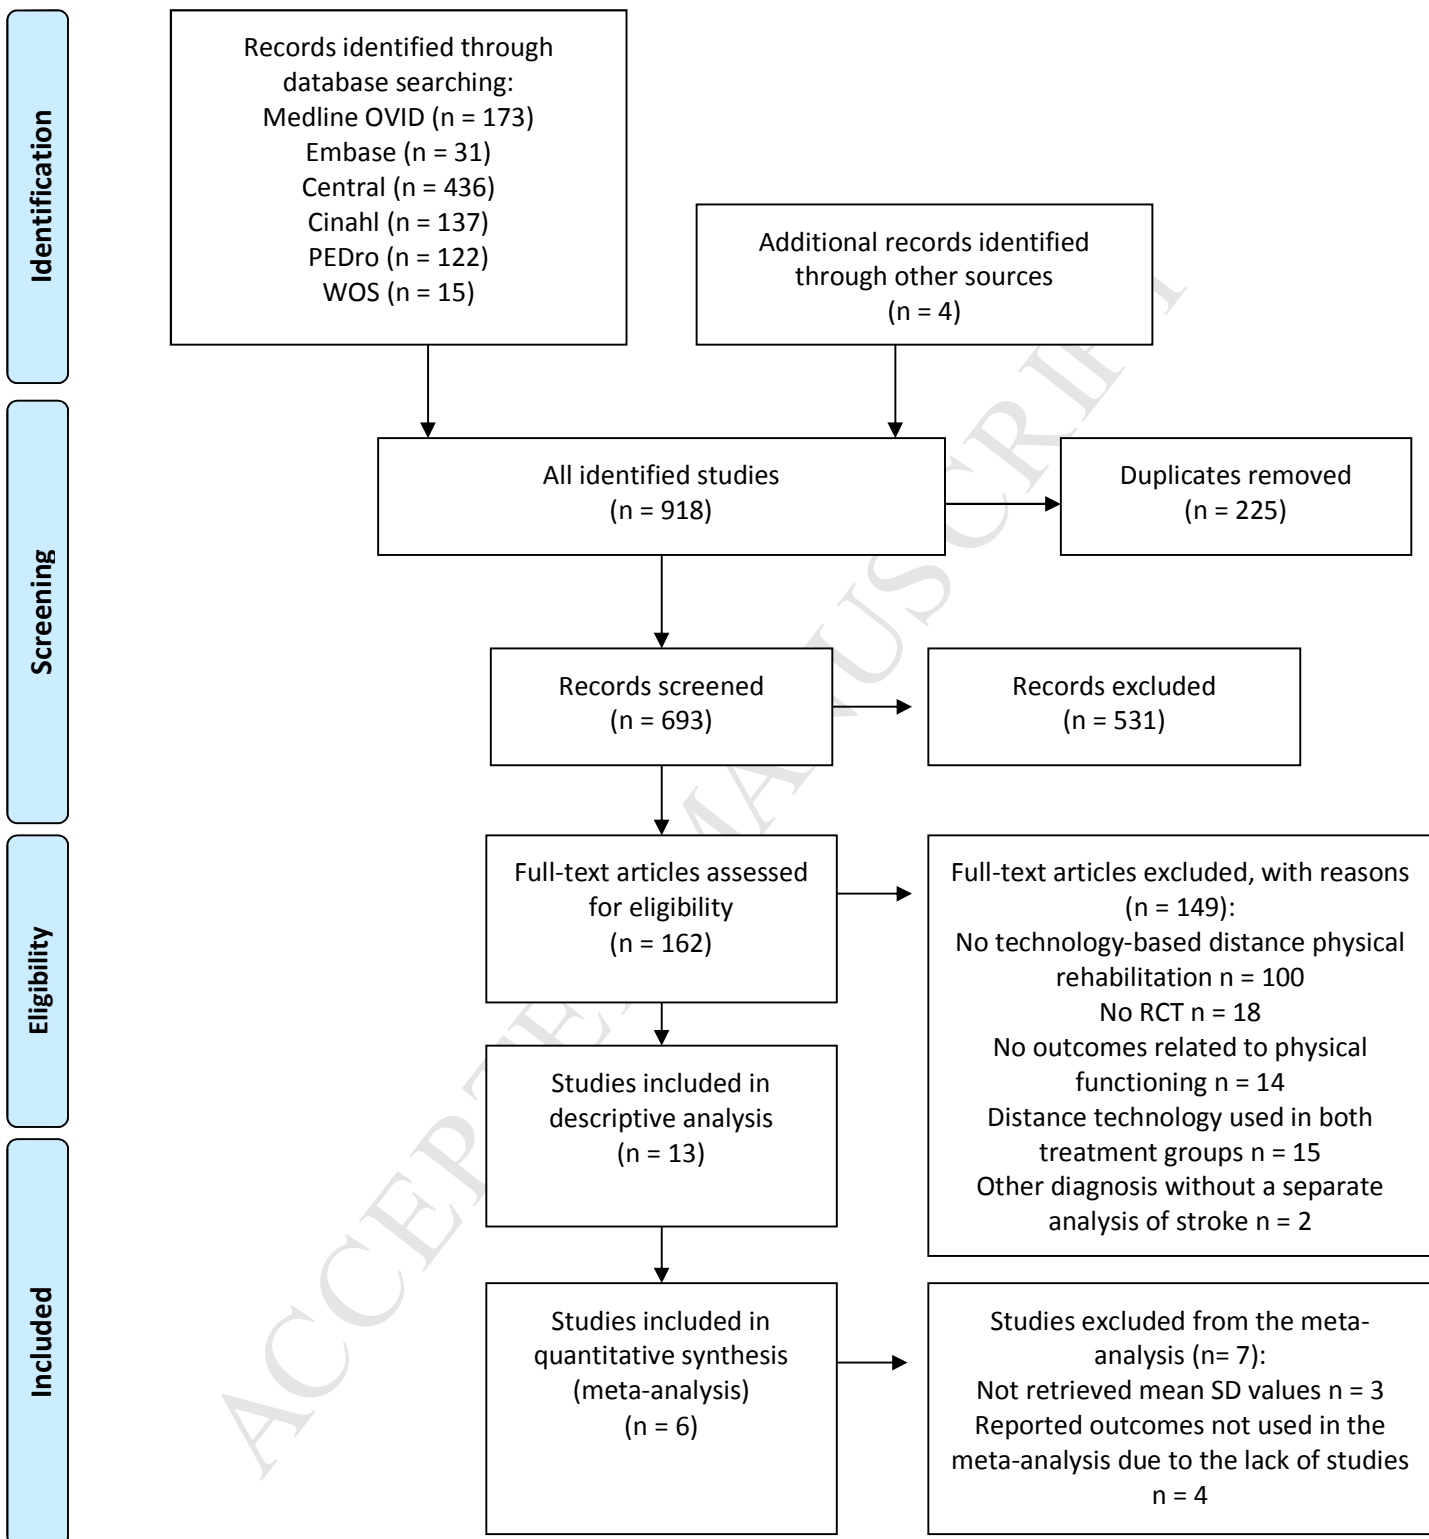 Identification
Records identified through
database searching:
Medline OVID (n = 173)
Embase (n = 31)
Central (n = 436)
Cinahl (n = 137)
PEDro (n = 122)
WOS (n = 15)
Additional records identified
through other sources
(n = 4)
Screening
All identified studies
(n = 918)
Duplicates removed
(n = 225)
Records screened
(n = 693)
Records excluded
(n = 531)
Eligibility
Full-text articles assessed
for eligibility
(n = 162)
Full-text articles excluded, with reasons
(n = 149):
No technology-based distance physical
rehabilitation n = 100
No RCT n = 18
No outcomes related to physical
functioning n = 14
Distance technology used in both
treatment groups n = 15
Other diagnosis without a separate
analysis of stroke n = 2
Studies included in
descriptive analysis
(n = 13)
Included
Studies included in
quantitative synthesis
(meta-analysis)
(n = 6)
Studies excluded from the meta-
analysis (n= 7):
Not retrieved mean SD values n = 3
Reported outcomes not used in the
meta-analysis due to the lack of studies
n = 4
ACCEPTED MANUSCRIPT